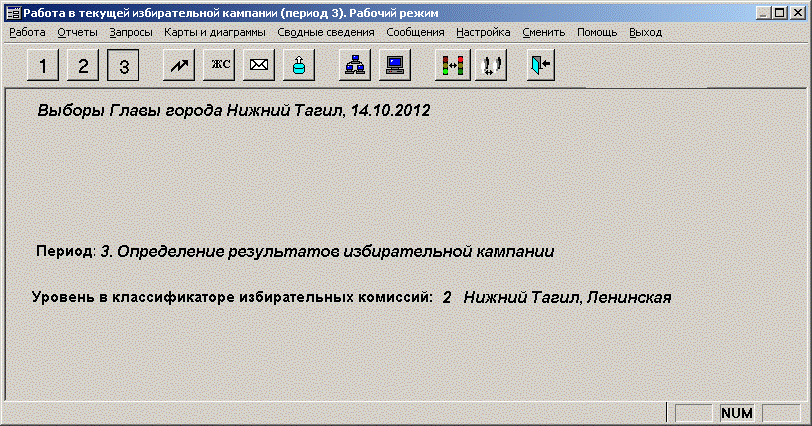 Работа в текущей избирательной кампании (период 3). Рабочий режим
Работа Отчеты Запросы Карты и диаграммы Сводные сведения Сообщения Настройка Сменить Помощь Выход
1 2 3 ЖС
Выборы Главы города Нижний Тагил, 14.10.2012
Период: 3. Определение результатов избирательной кампании
Уровень в классификаторе избирательных комиссий: 2 Нижний Тагил, Ленинская
NUM